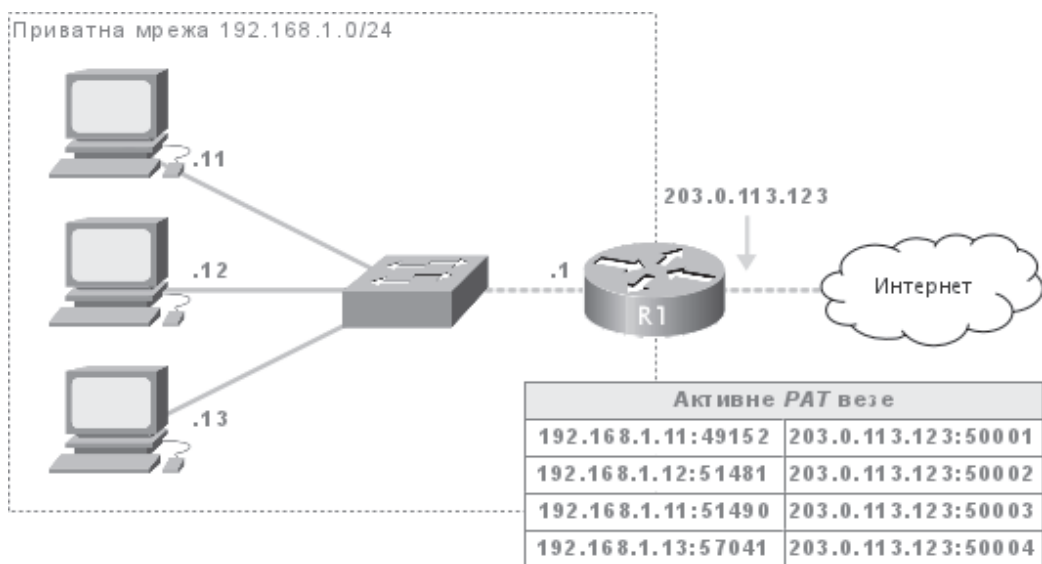 Приватна мрежа 192.168.1.0/24
.11
203.0.113.123
.12
.1
Интернет
R1
.13
Активне PAT везе
192.168.1.11:49152 203.0.113.123:50001
192.168.1.12:51481 203.0.113.123:50002
192.168.1.11:51490 203.0.113.123:50003
192.168.1.13:57041 203.0.113.123:50004